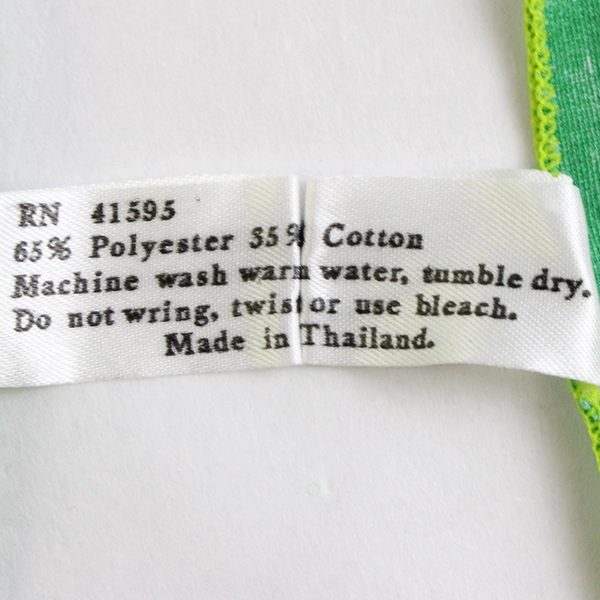 RN 41595
65% Polyester 35% Cotton
Machine wash warm water, tumble dry.
Do not wring, twist or use bleach.
Made in Thailand.